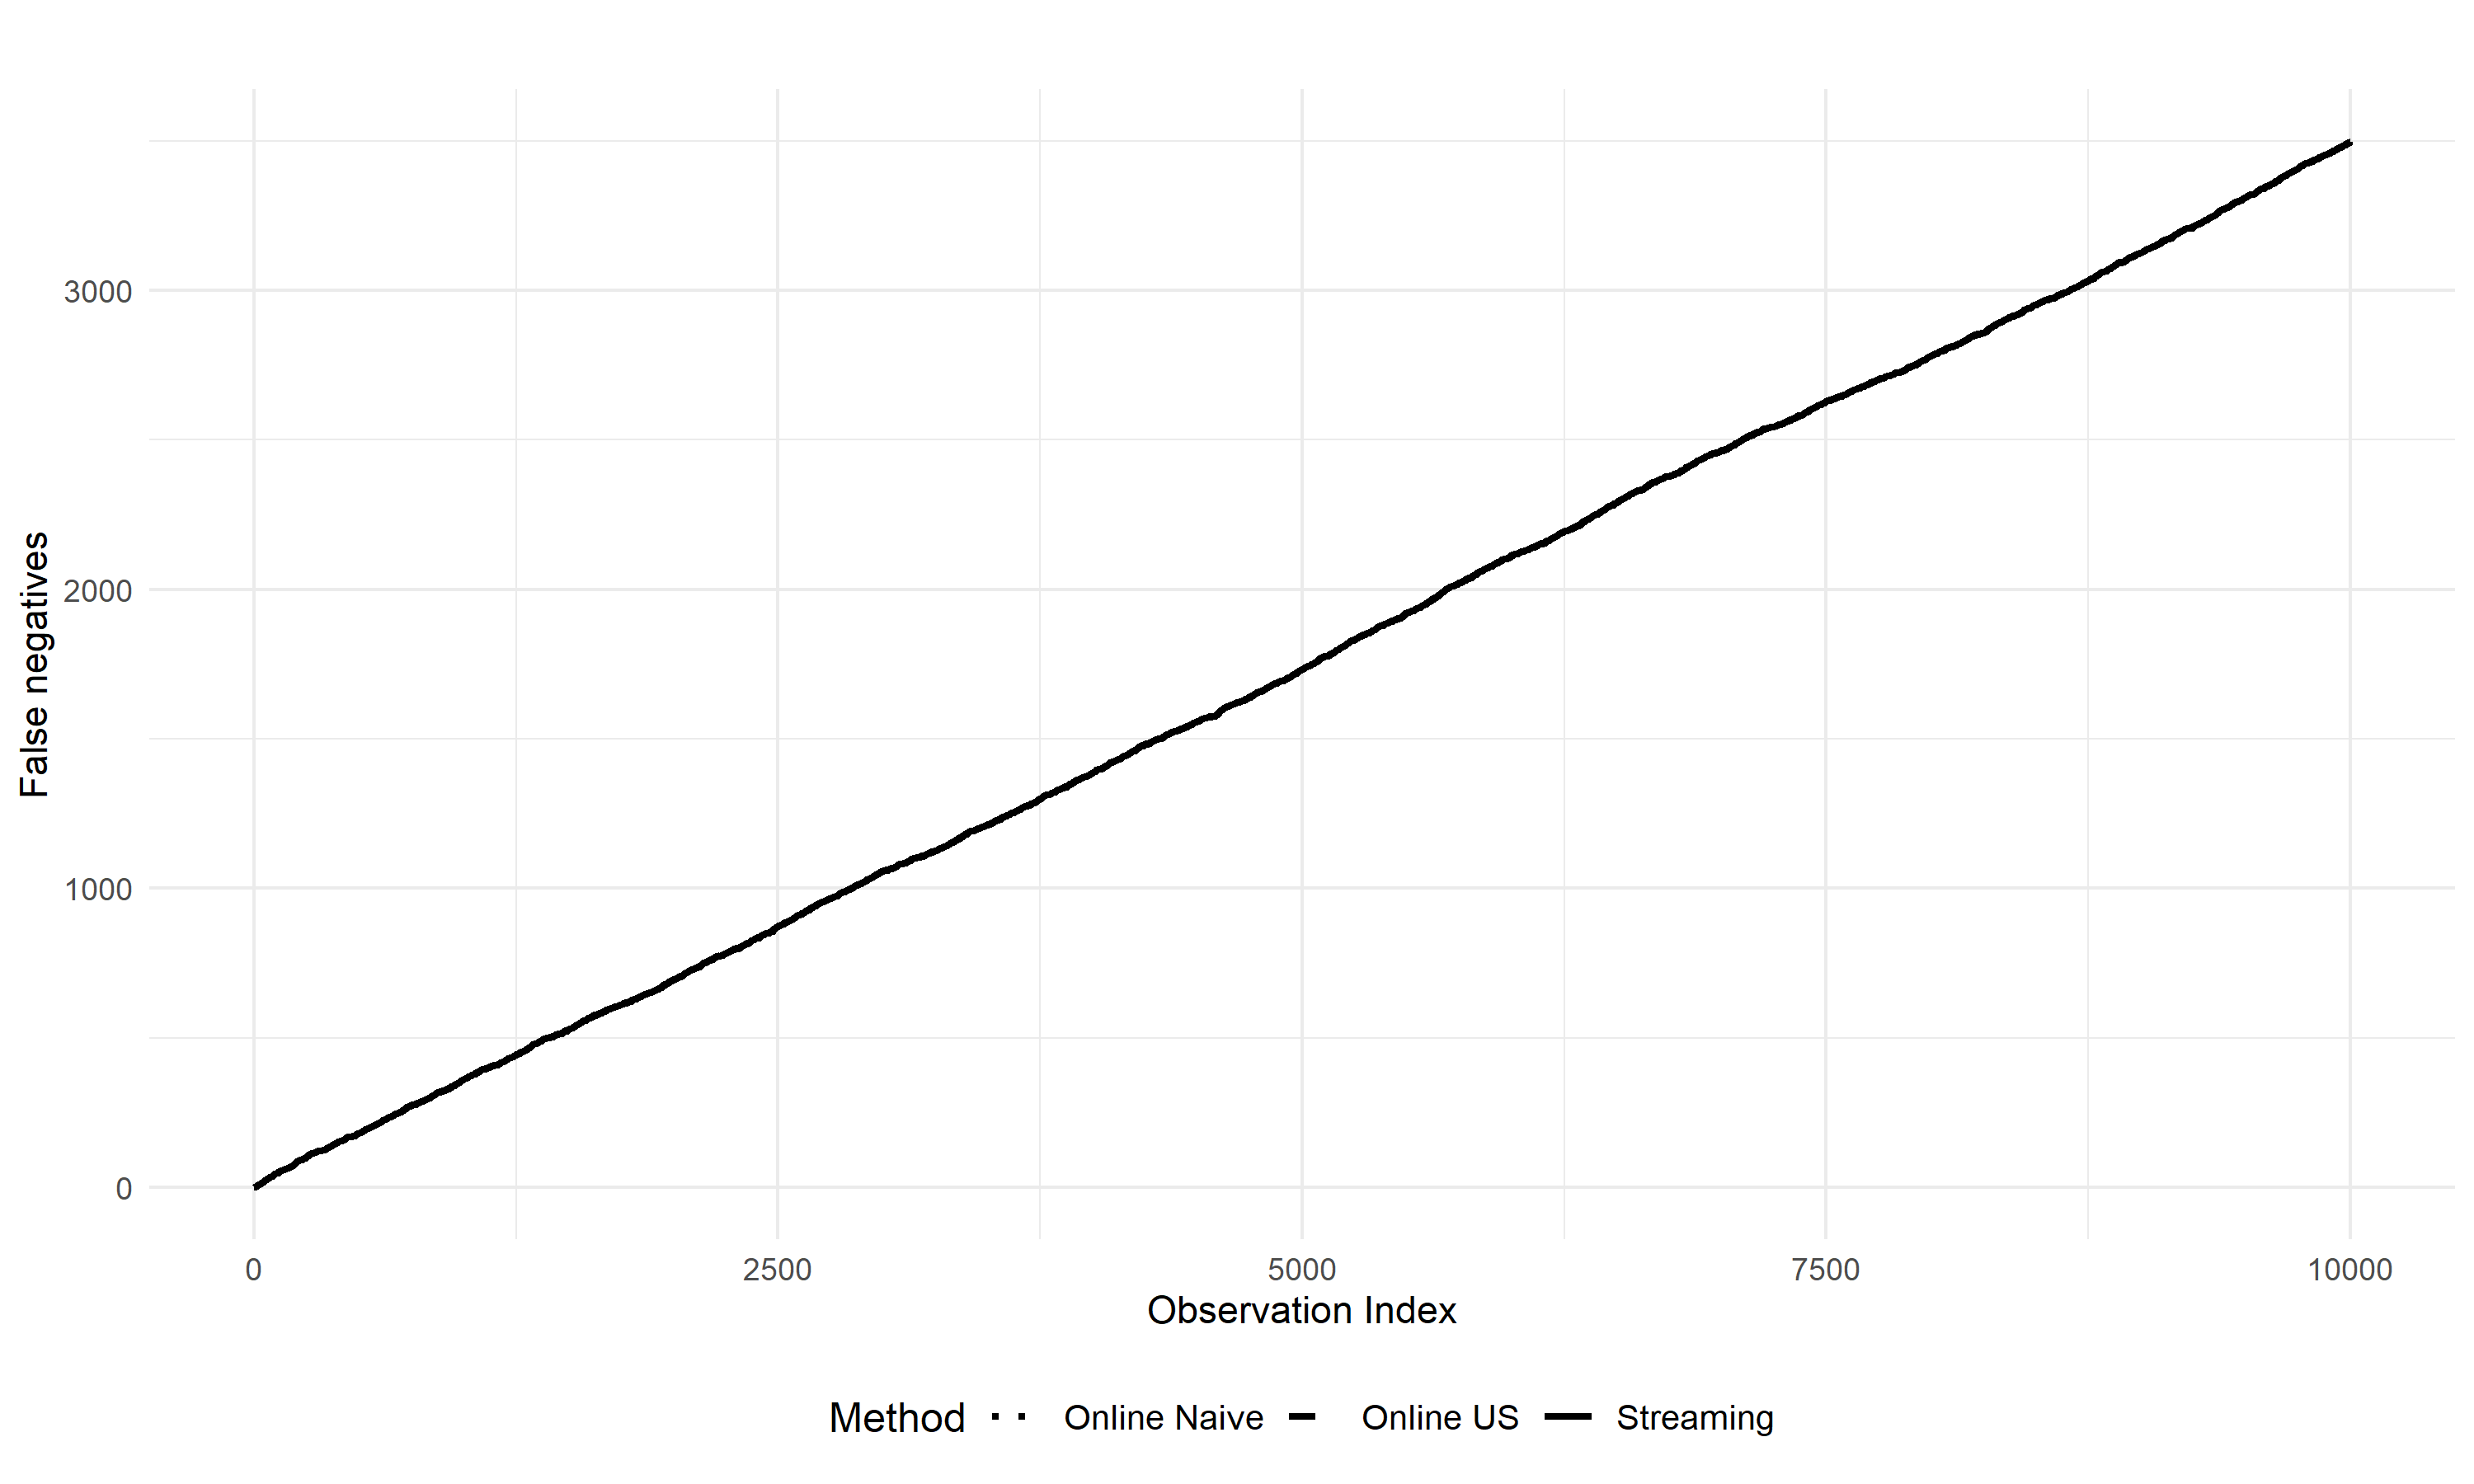 False negatives
3000
2000
1000
0
0 2500 5000 7500 10000
Observation Index
Method Online Naive Online US Streaming